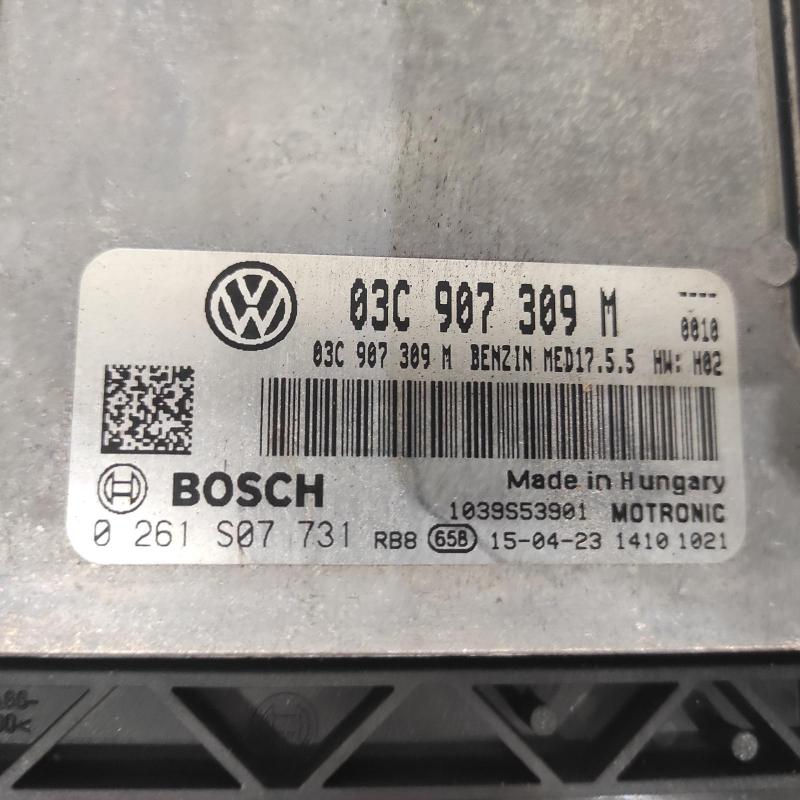 03C 907 309 M ----
0010
03C 907 309 M BENZIN MED17.5.5 HW: H02
BOSCH Made in Hungary
1039S53901 MOTRONIC
0 261 S07 731 RB8 658 15-04-23 1410 1021